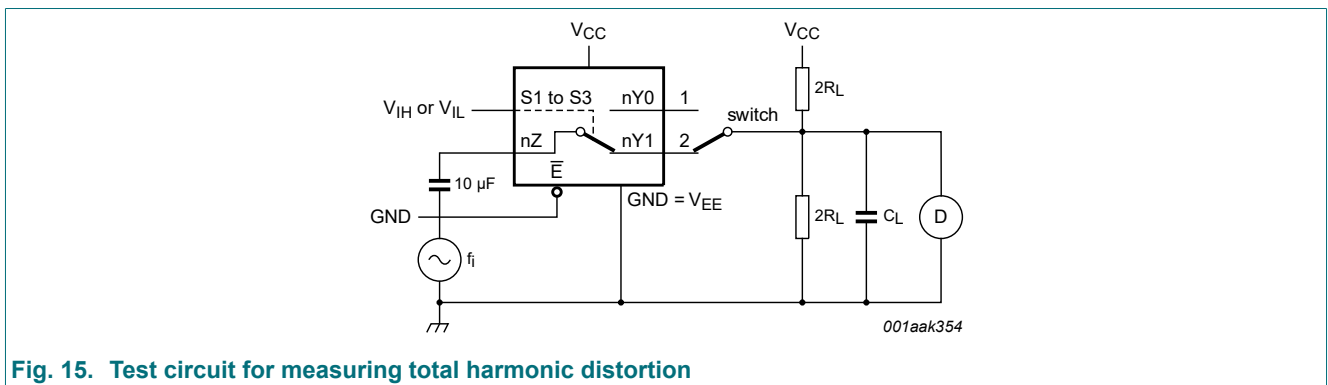 VCC
VCC
S1 to S3
nY0
1
2RL
VIH or VIL
switch
nZ
nY1
2
E̅
10 µF
GND = VEE
GND
2RL
CL
D
fi
001aak354
Fig. 15. Test circuit for measuring total harmonic distortion